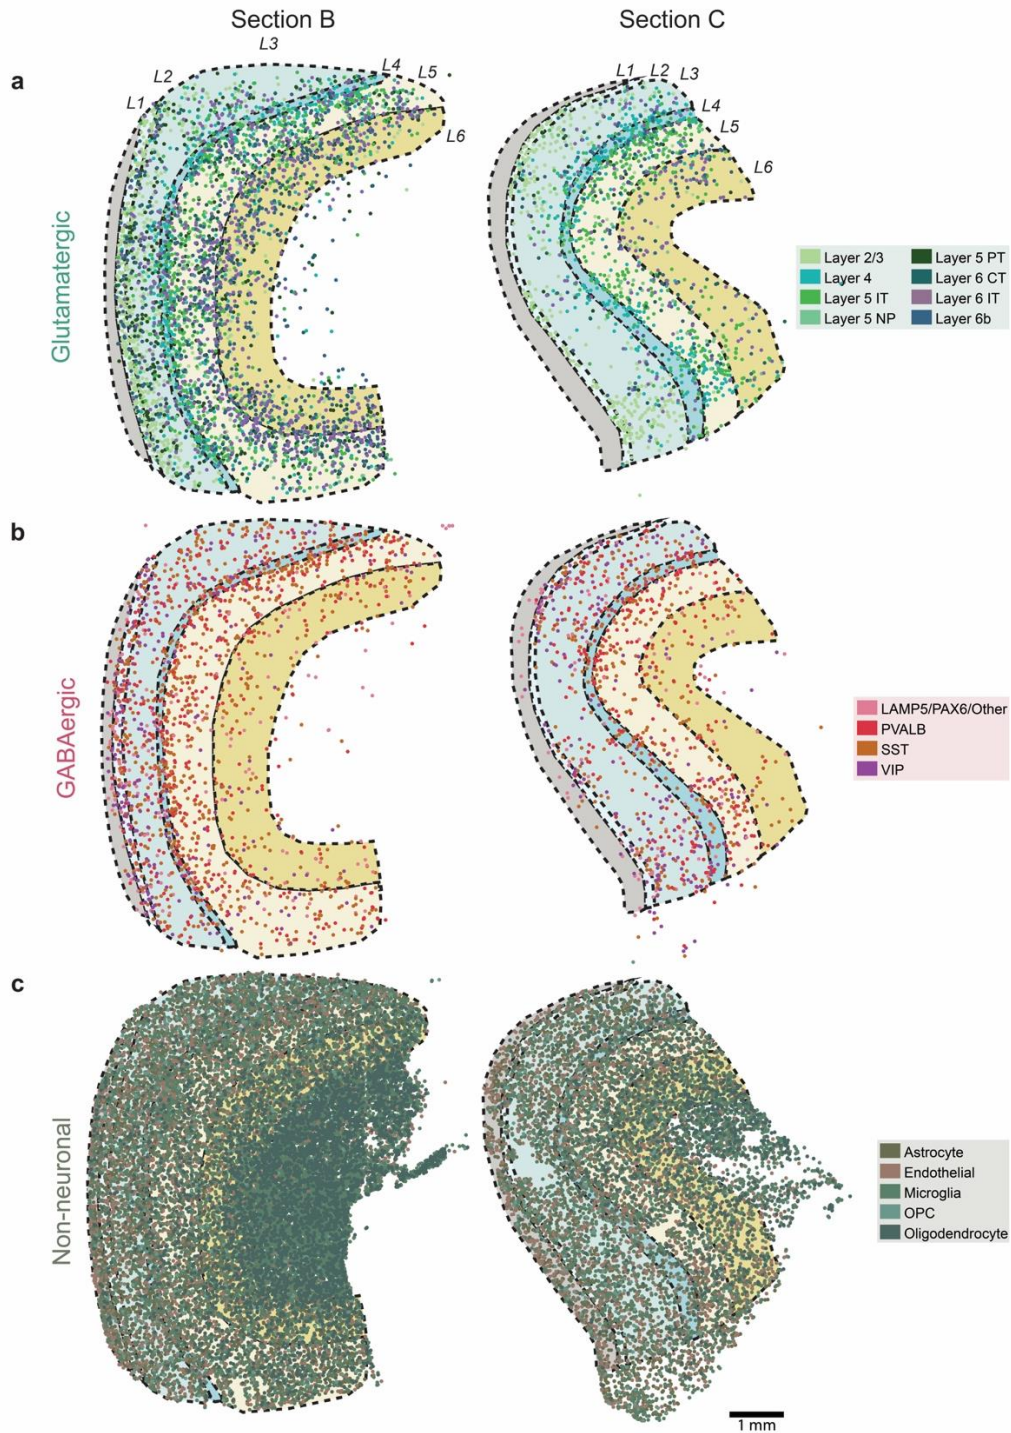 Section B
Section C
a
L1
L2
L3
L4
L5
L6
L1
L2
L3
L4
L5
L6
Glutamatergic
Layer 2/3
Layer 4
Layer 5 IT
Layer 5 NP
Layer 5 PT
Layer 6 CT
Layer 6 IT
Layer 6b
b
GABAergic
LAMP5/PAX6/Other
PVALB
SST
VIP
c
Non-neuronal
Astrocyte
Endothelial
Microglia
OPC
Oligodendrocyte
1 mm